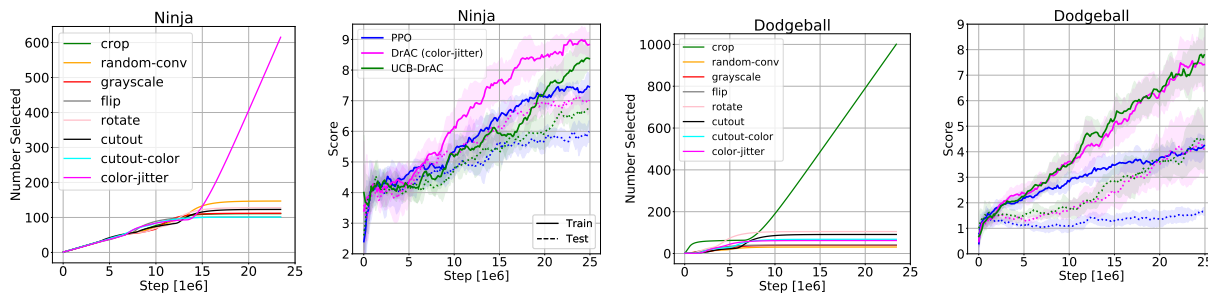 Ninja
Number Selected
600
500
400
300
200
100
0
crop
random-conv
grayscale
flip
rotate
cutout
cutout-color
color-jitter
0 5 10 15 20 25
Step [1e6]
Ninja
Score
9
8
7
6
5
4
3
2
PPO
DrAC (color-jitter)
UCB-DrAC
Train
Test
0 5 10 15 20 25
Step [1e6]
Dodgeball
Number Selected
1000
800
600
400
200
0
crop
random-conv
grayscale
flip
rotate
cutout
cutout-color
color-jitter
0 5 10 15 20 25
Step [1e6]
Dodgeball
Score
9
8
7
6
5
4
3
2
1
0
0 5 10 15 20 25
Step [1e6]